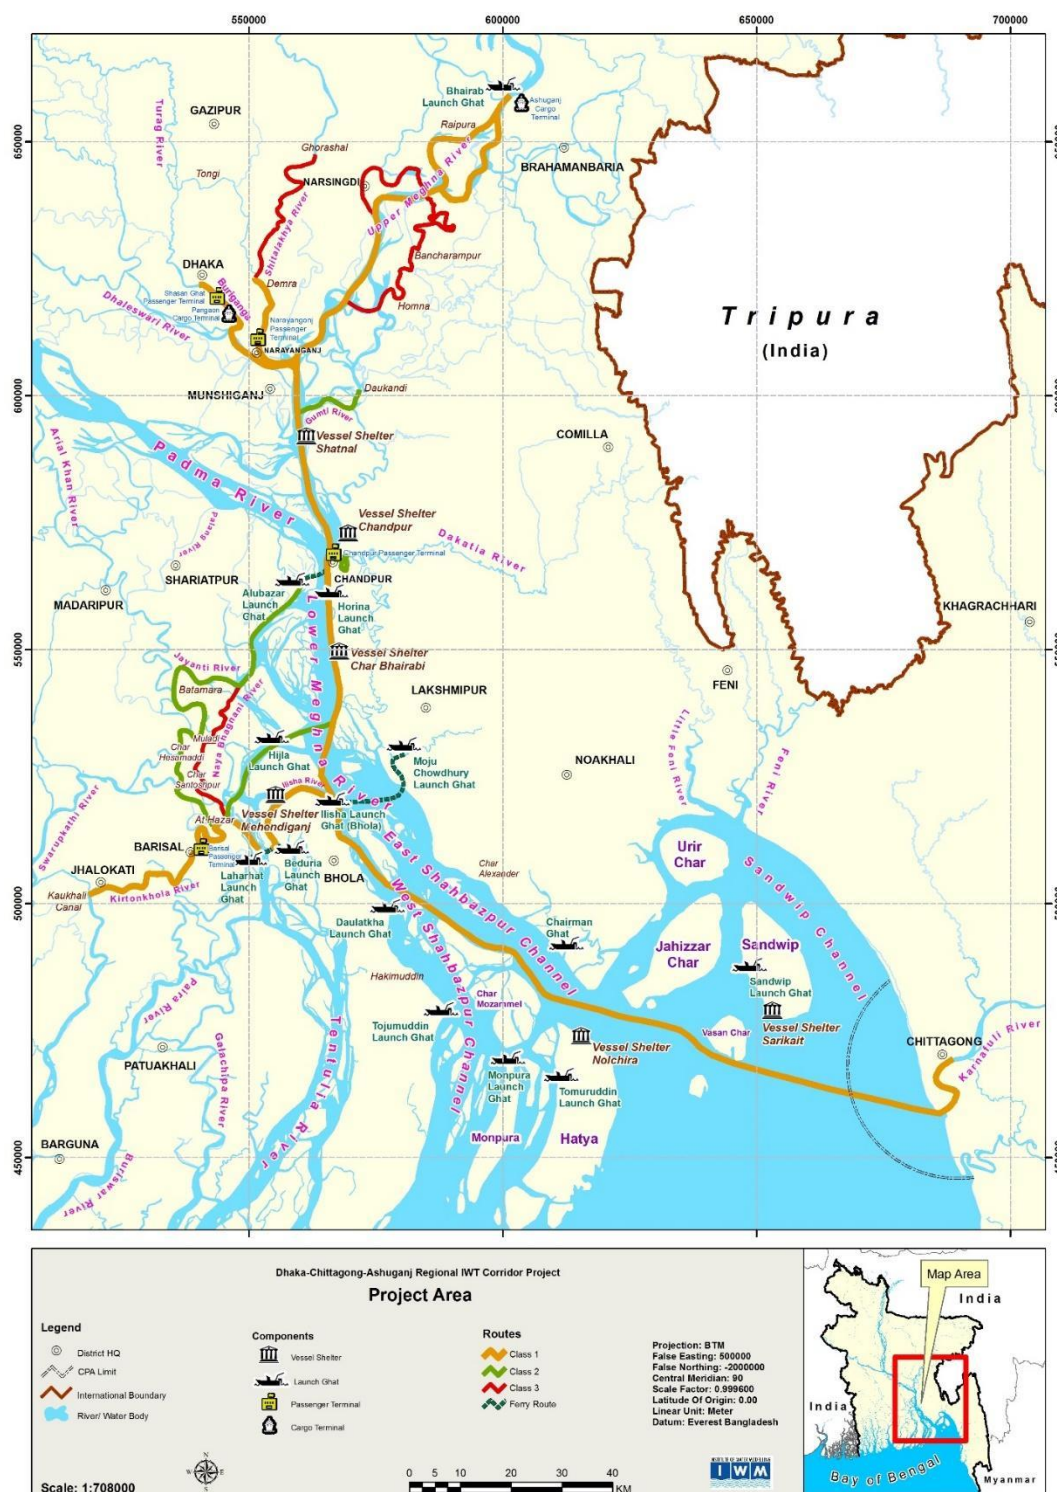 550000
600000
650000
700000
650000
600000
550000
500000
450000
GAZIPUR
Turag River
Tongi
Ghorashal
NARSINGDI
Shitalakhya River
Bhairab
Launch Ghat
Ashuganj
Cargo
Terminal
Raipura
BRAHAMANBARIA
Upper Meghna River
Bancharampur
Homna
DHAKA
Buriganga
Shasan Ghat
Passenger Terminal
Pangaon
Cargo Terminal
Dhaleswari River
Demra
Narayangonj
Passenger
Terminal
NARAYANGANJ
MUNSHIGANJ
Daukandi
Gumti River
Tripura
(India)
Vessel Shelter
Shatnal
COMILLA
Arial Khan River
Padma River
Palang River
Vessel Shelter
Chandpur
Chandpur Passenger Terminal
Dakatia River
CHANDPUR
SHARIATPUR
MADARIPUR
Alubazar
Launch
Ghat
Horina
Launch
Ghat
KHAGRACHHARI
Lower Meghna River
Vessel Shelter
Char Bhairabi
Jayanti River
Batamara
LAKSHMIPUR
FENI
Naya Bhagnani River
Muladi
Char
Hesamaddi
Char
Santoshpur
Hijla
Launch Ghat
Moju
Chowdhury
Launch Ghat
NOAKHALI
Little Feni River
Feni River
Ilisha River
Vessel Shelter
Mehendiganj
Ilisha Launch
Ghat (Bhola)
At Hazar
Swarupkathi River
BARISAL
Barisal
Passenger
Terminal
JHALOKATI
Kaukhali
Canal
Kirtonkhola River
Laharhat
Launch
Ghat
Beduria
Launch
Ghat
BHOLA
East Shahbazpur Channel
West Shahbazpur Channel
Char
Alexander
Urir
Char
Sandwip Channel
Daulatkha
Launch Ghat
Chairman
Ghat
Jahizzar
Char
Sandwip
Sandwip
Launch Ghat
Hakimuddin
Char
Mozammel
Vessel Shelter
Sarikait
Vasan Char
Tojumuddin
Launch Ghat
Vessel Shelter
Nolchira
CHITTAGONG
Karnafuli River
Paira River
PATUAKHALI
Galachipa River
Tentulia River
Monpura
Launch
Ghat
Tomuruddin
Launch Ghat
Monpura
Hatya
BARGUNA
Buriswar River
Dhaka-Chittagong-Ashuganj Regional IWT Corridor Project
Project Area
Legend
District HQ
CPA Limit
International Boundary
River/ Water Body
Components
Vessel Shelter
Launch Ghat
Passenger Terminal
Cargo Terminal
Routes
Class 1
Class 2
Class 3
Ferry Route
Projection: BTM
False Easting: 500000
False Northing: -2000000
Central Meridian: 90
Scale Factor: 0.999600
Latitude Of Origin: 0.00
Linear Unit: Meter
Datum: Everest Bangladesh
Scale: 1:708000
N
W
E
S
0 5 10 20 30 40
KM
IWM
Map Area
India
India
Bay of Bengal
Myanmar